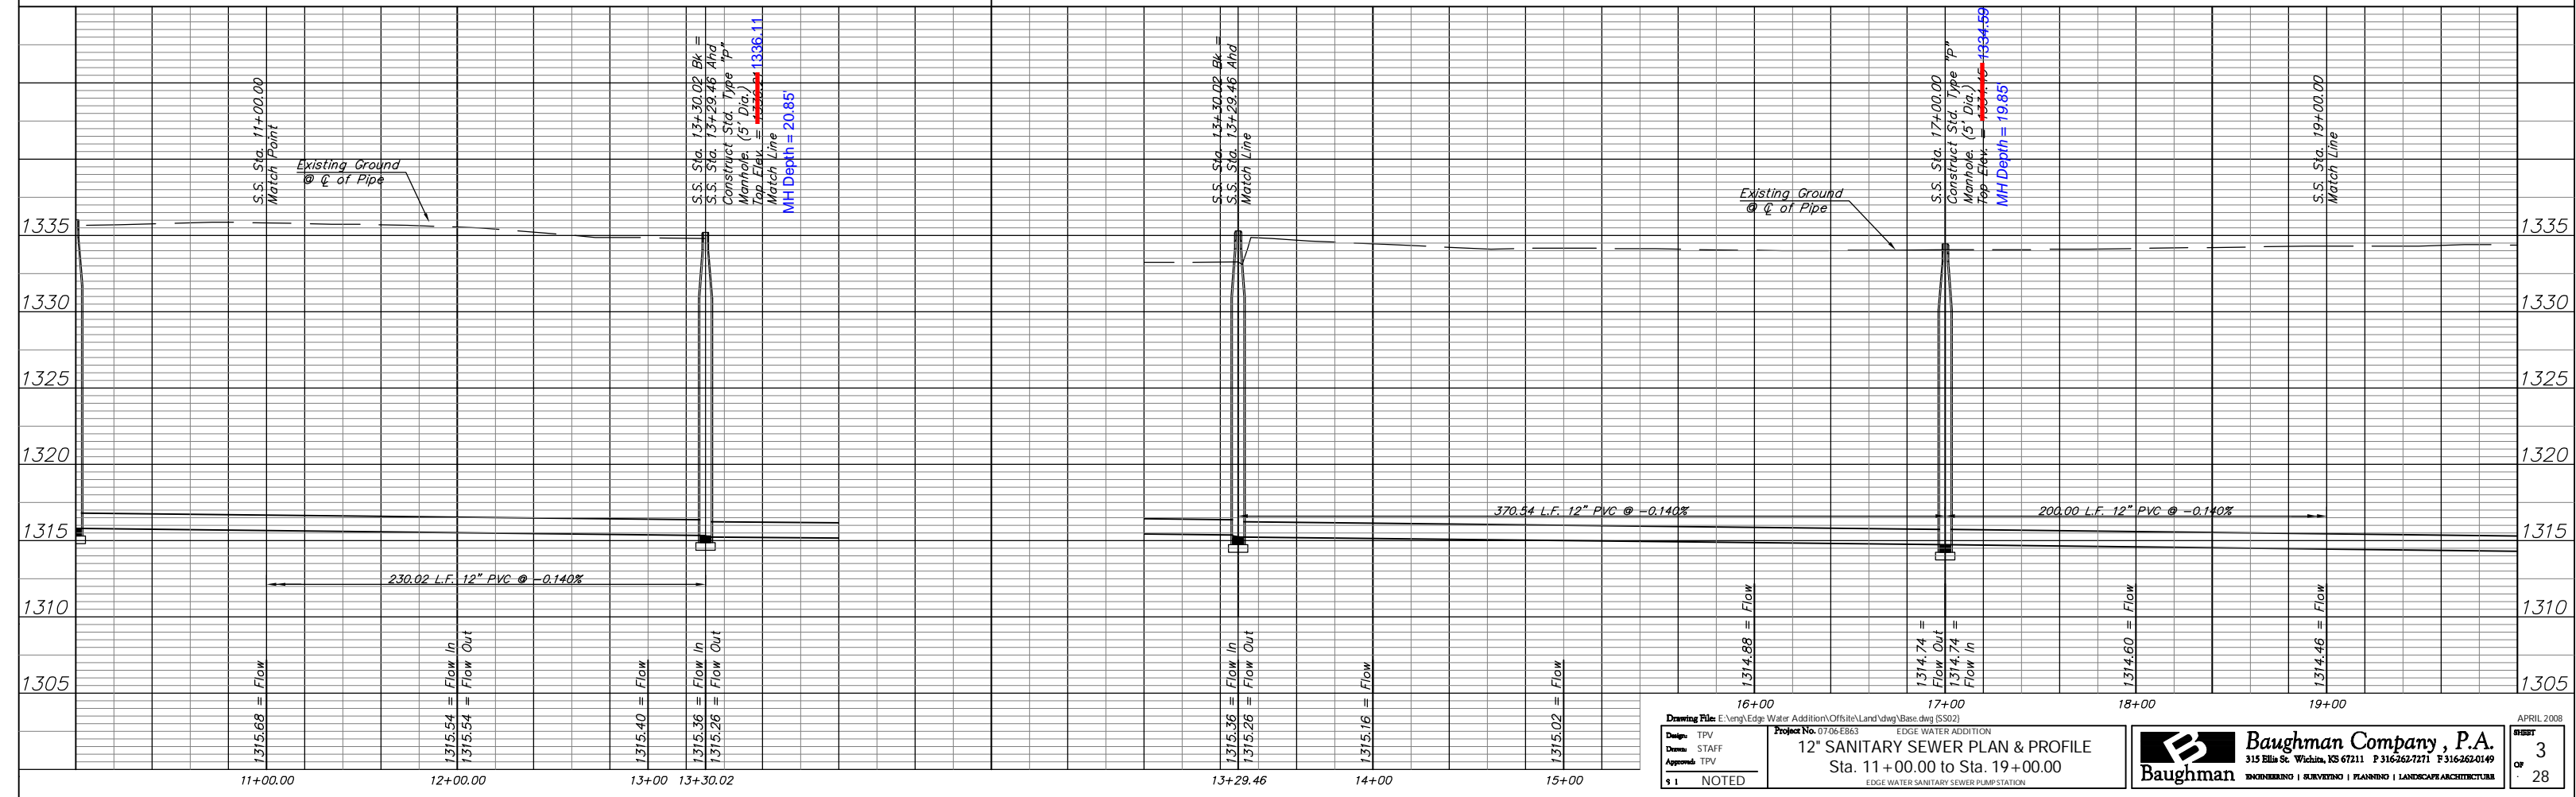 S.S. Sta. 11+00.00
Match Point
Existing Ground
@ ℄ of Pipe
S.S. Sta. 13+30.02 Bk =
S.S. Sta. 13+29.46 Ahd
Construct Std. Type "P"
Manhole. (5' Dia.)
Top Elev. =
1336.11
Match Line
MH Depth = 20.85'
S.S. Sta. 13+30.02 Bk =
S.S. Sta. 13+29.46 Ahd
Match Line
Existing Ground
@ ℄ of Pipe
S.S. Sta. 17+00.00
Construct Std. Type "P"
Manhole. (5' Dia.)
Top Elev. =
1334.59
MH Depth = 19.85'
S.S. Sta. 19+00.00
Match Line
1335
1330
1325
1320
1315
1310
1305
1335
1330
1325
1320
1315
1310
1305
230.02 L.F. 12" PVC @ -0.140%
370.54 L.F. 12" PVC @ -0.140%
200.00 L.F. 12" PVC @ -0.140%
1315.68 = Flow
1315.54 = Flow In
1315.54 = Flow Out
1315.40 = Flow
1315.36 = Flow In
1315.26 = Flow Out
1315.36 = Flow In
1315.26 = Flow Out
1315.16 = Flow
1315.02 = Flow
1314.88 = Flow
1314.74 =
Flow Out
1314.74 =
Flow In
1314.60 = Flow
1314.46 = Flow
11+00.00
12+00.00
13+00
13+30.02
13+29.46
14+00
15+00
16+00
17+00
18+00
19+00
Drawing File: E:\eng\Edge Water Addition\Offsite\Land\dwg\Base.dwg (SS02)
APRIL 2008
Design: TPV
Drawn: STAFF
Approved: TPV
NOTED
Project No. 07-06-E863
EDGE WATER ADDITION
12" SANITARY SEWER PLAN & PROFILE
Sta. 11+00.00 to Sta. 19+00.00
EDGE WATER SANITARY SEWER PUMP STATION
Baughman
Baughman Company, P.A.
315 Ellis St. Wichita, KS 67211 P 316-262-7271 F 316-262-0149
ENGINEERING | SURVEYING | PLANNING | LANDSCAPE ARCHITECTURE
SHEET
3
OF
28